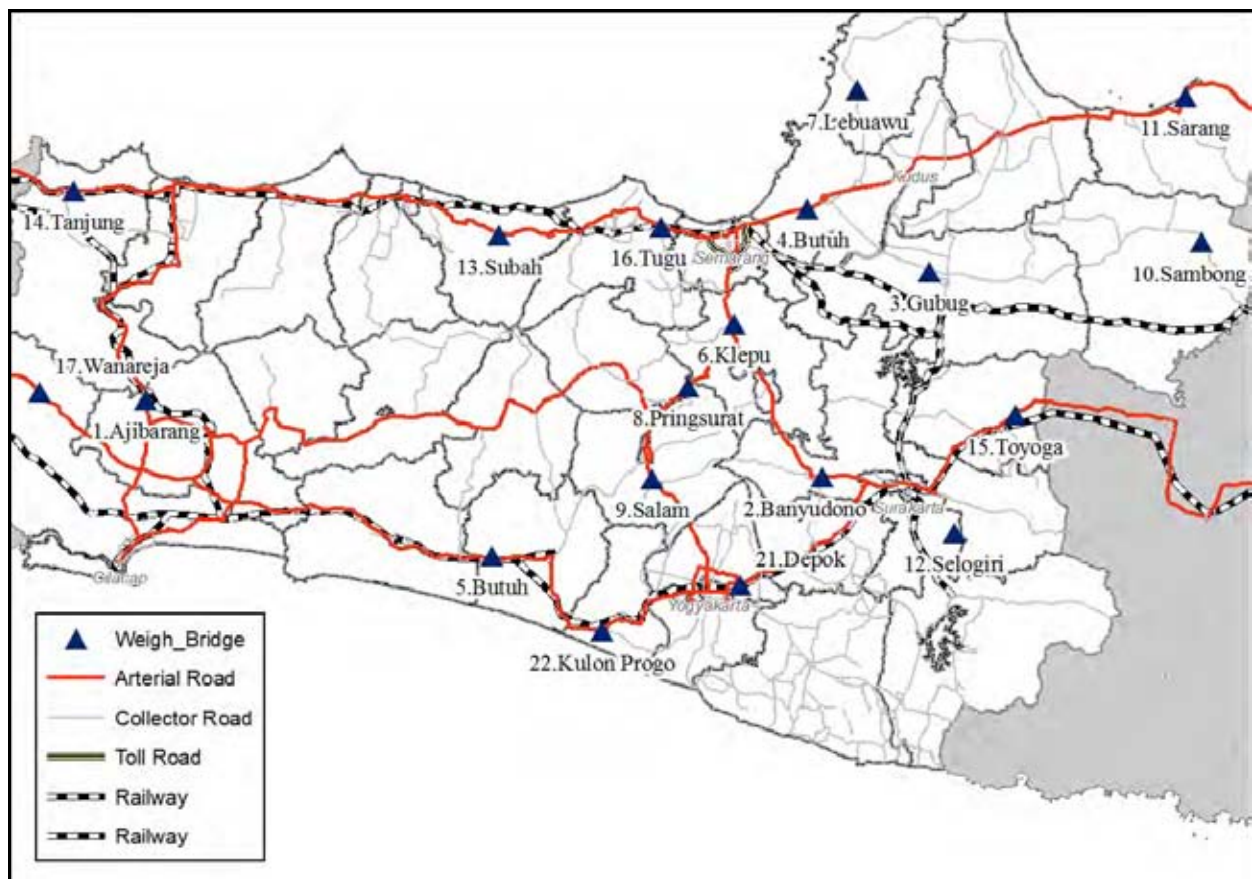 7.Lebuawu
11.Sarang
Kudus
14.Tanjung
4.Butuh
13.Subah
16.Tugu
Semarang
10.Sambong
3.Gubug
6.Klepu
17.Wanareja
8.Pringsurat
1.Ajibarang
15.Toyoga
9.Salam
2.Banyudono
Surakarta
21.Depok
12.Selogiri
Cilacap
5.Butuh
Yogyakarta
22.Kulon Progo
Weigh_Bridge
Arterial Road
Collector Road
Toll Road
Railway
Railway